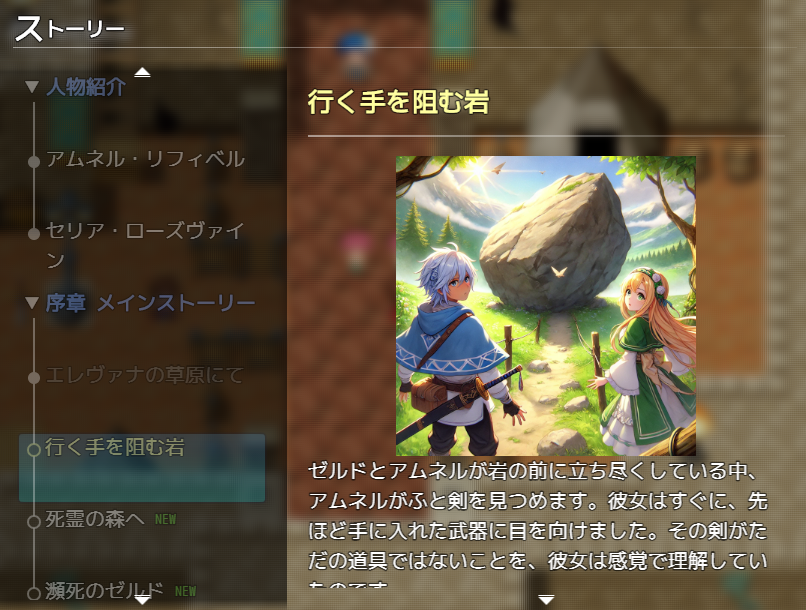 ストーリー
▼人物紹介
アムネル・リフィベル
セリア・ローズヴァイ
ン
▼序章 メインストーリー
エレヴァナの草原にて
行く手を阻む岩
死霊の森へ NEW
瀕死のゼルド NEW
行く手を阻む岩
ゼルドとアムネルが岩の前に立ち尽くしている中、
アムネルがふと剣を見つめます。彼女はすぐに、先
ほど手に入れた武器に目を向けました。その剣がた
だの道具ではないことを、彼女は感覚で理解してい
たのです